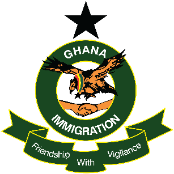 GHANA
IMMIGRATION
Friendship With Vigilance